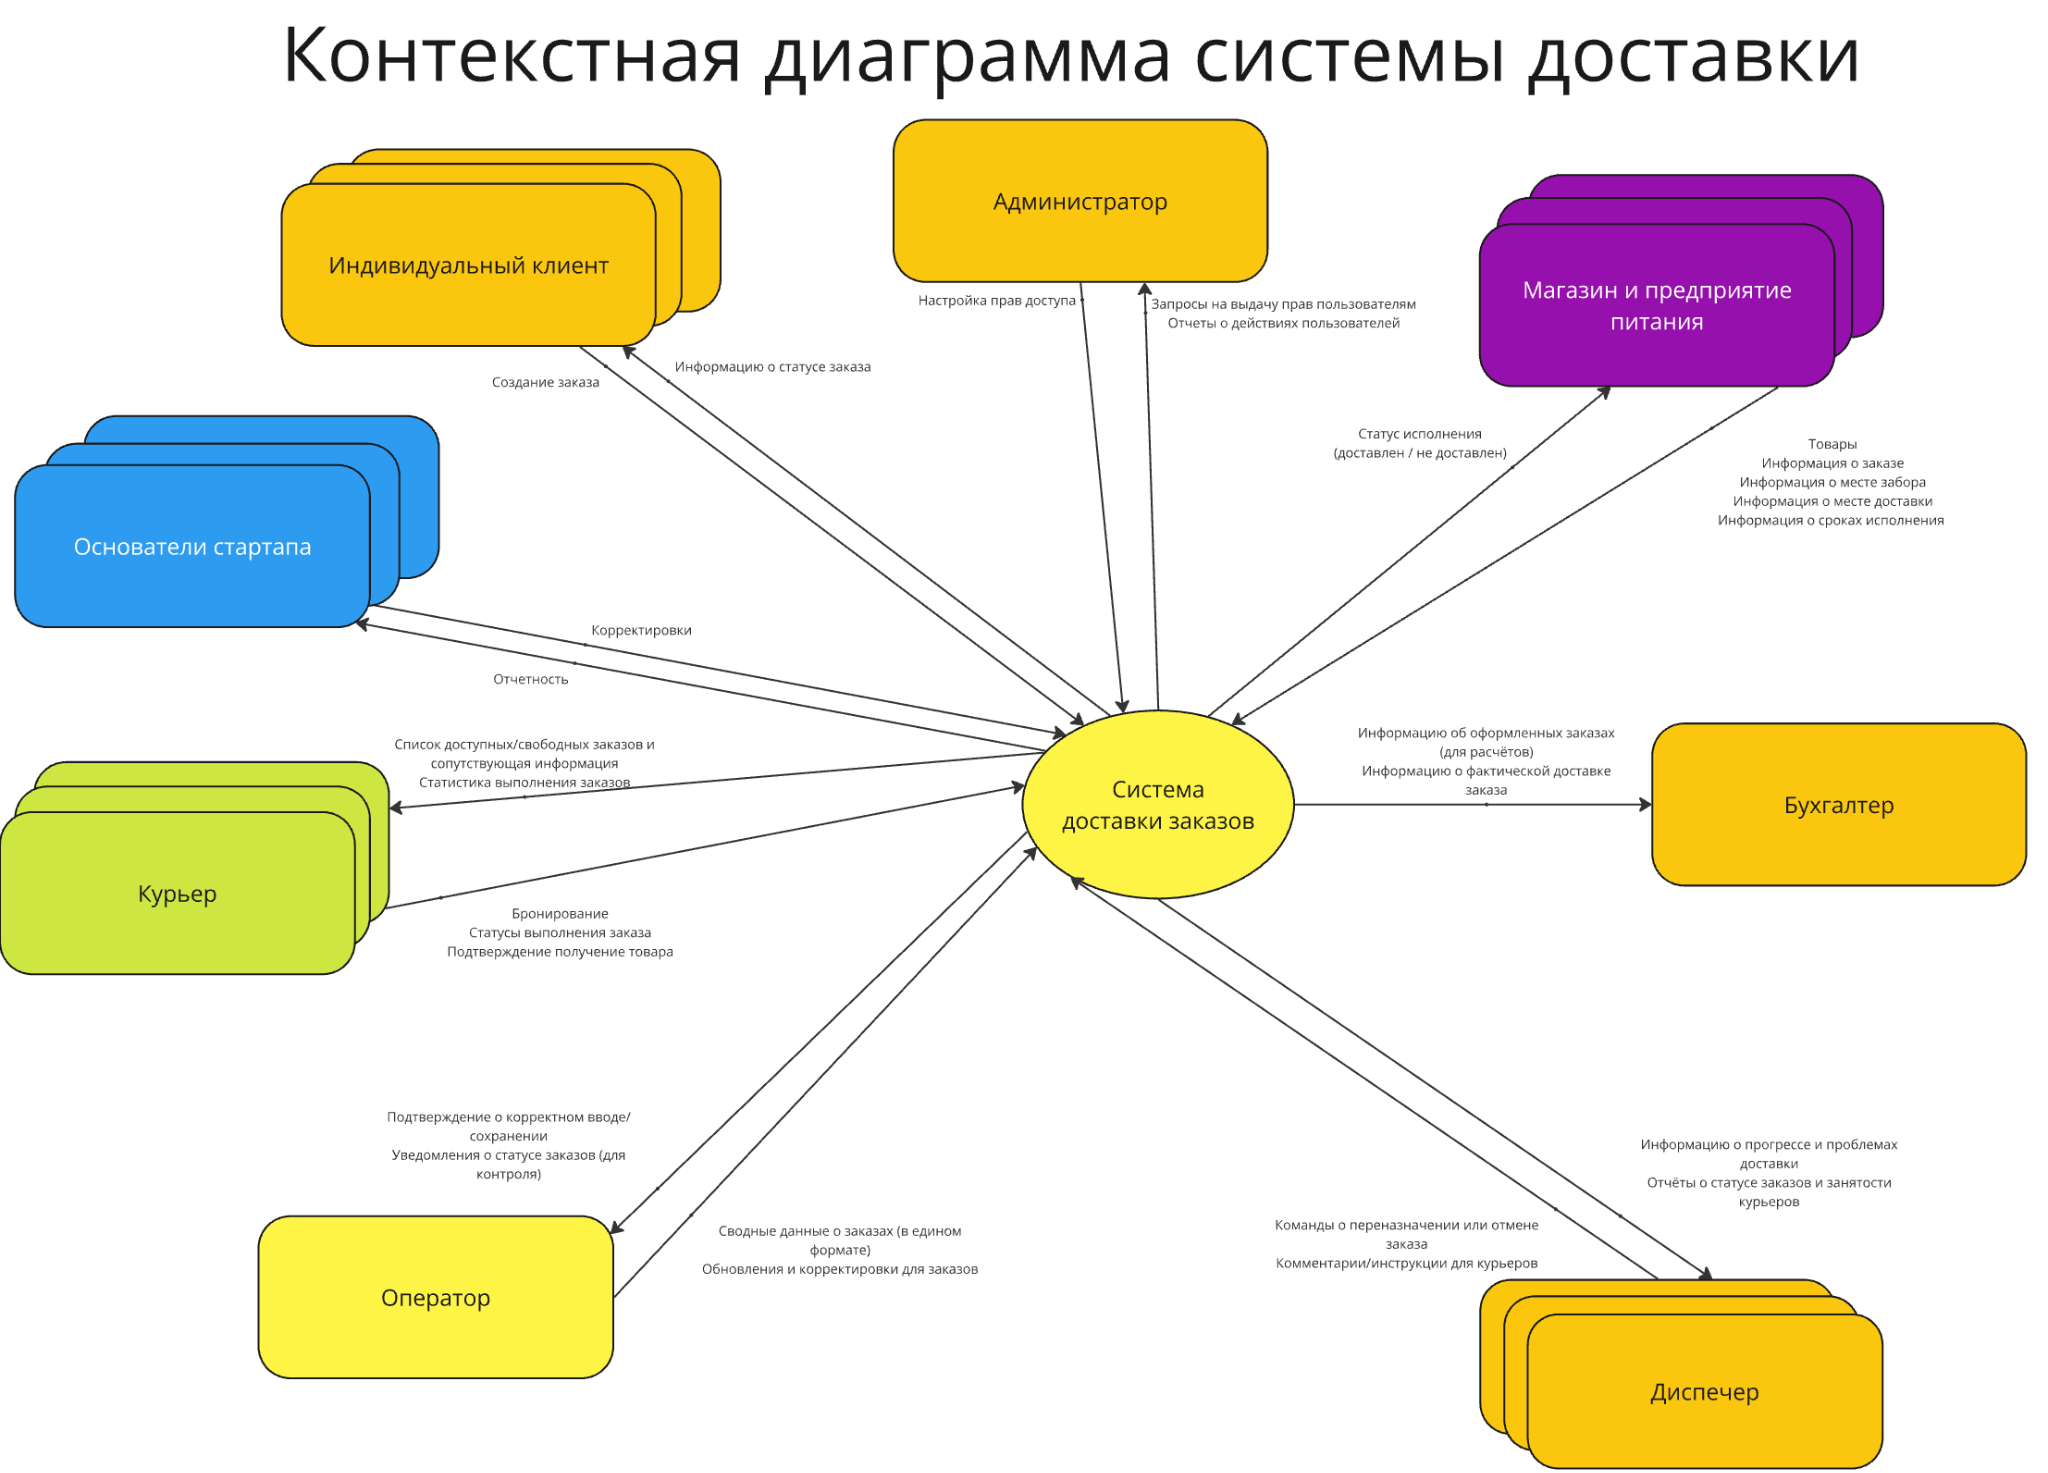 Контекстная диаграмма системы доставки
Индивидуальный клиент
Администратор
Магазин и предприятие
питания
Настройка прав доступа
Запросы на выдачу прав пользователям
Отчеты о действиях пользователей
Создание заказа
Информацию о статусе заказа
Статус исполнения
(доставлен / не доставлен)
Товары
Информация о заказе
Информация о месте забора
Информация о месте доставки
Информация о сроках исполнения
Основатели стартапа
Корректировки
Отчетность
Список доступных/свободных заказов и
сопутствующая информация
Статистика выполнения заказов
Курьер
Бронирование
Статусы выполнения заказа
Подтверждение получение товара
Система
доставки заказов
Информацию об оформленных заказах
(для расчётов)
Информацию о фактической доставке
заказа
Бухгалтер
Подтверждение о корректном вводе/
сохранении
Уведомления о статусе заказов (для
контроля)
Оператор
Сводные данные о заказах (в едином
формате)
Обновления и корректировки для заказов
Команды о переназначении или отмене
заказа
Комментарии/инструкции для курьеров
Информацию о прогрессе и проблемах
доставки
Отчёты о статусе заказов и занятости
курьеров
Диспечер